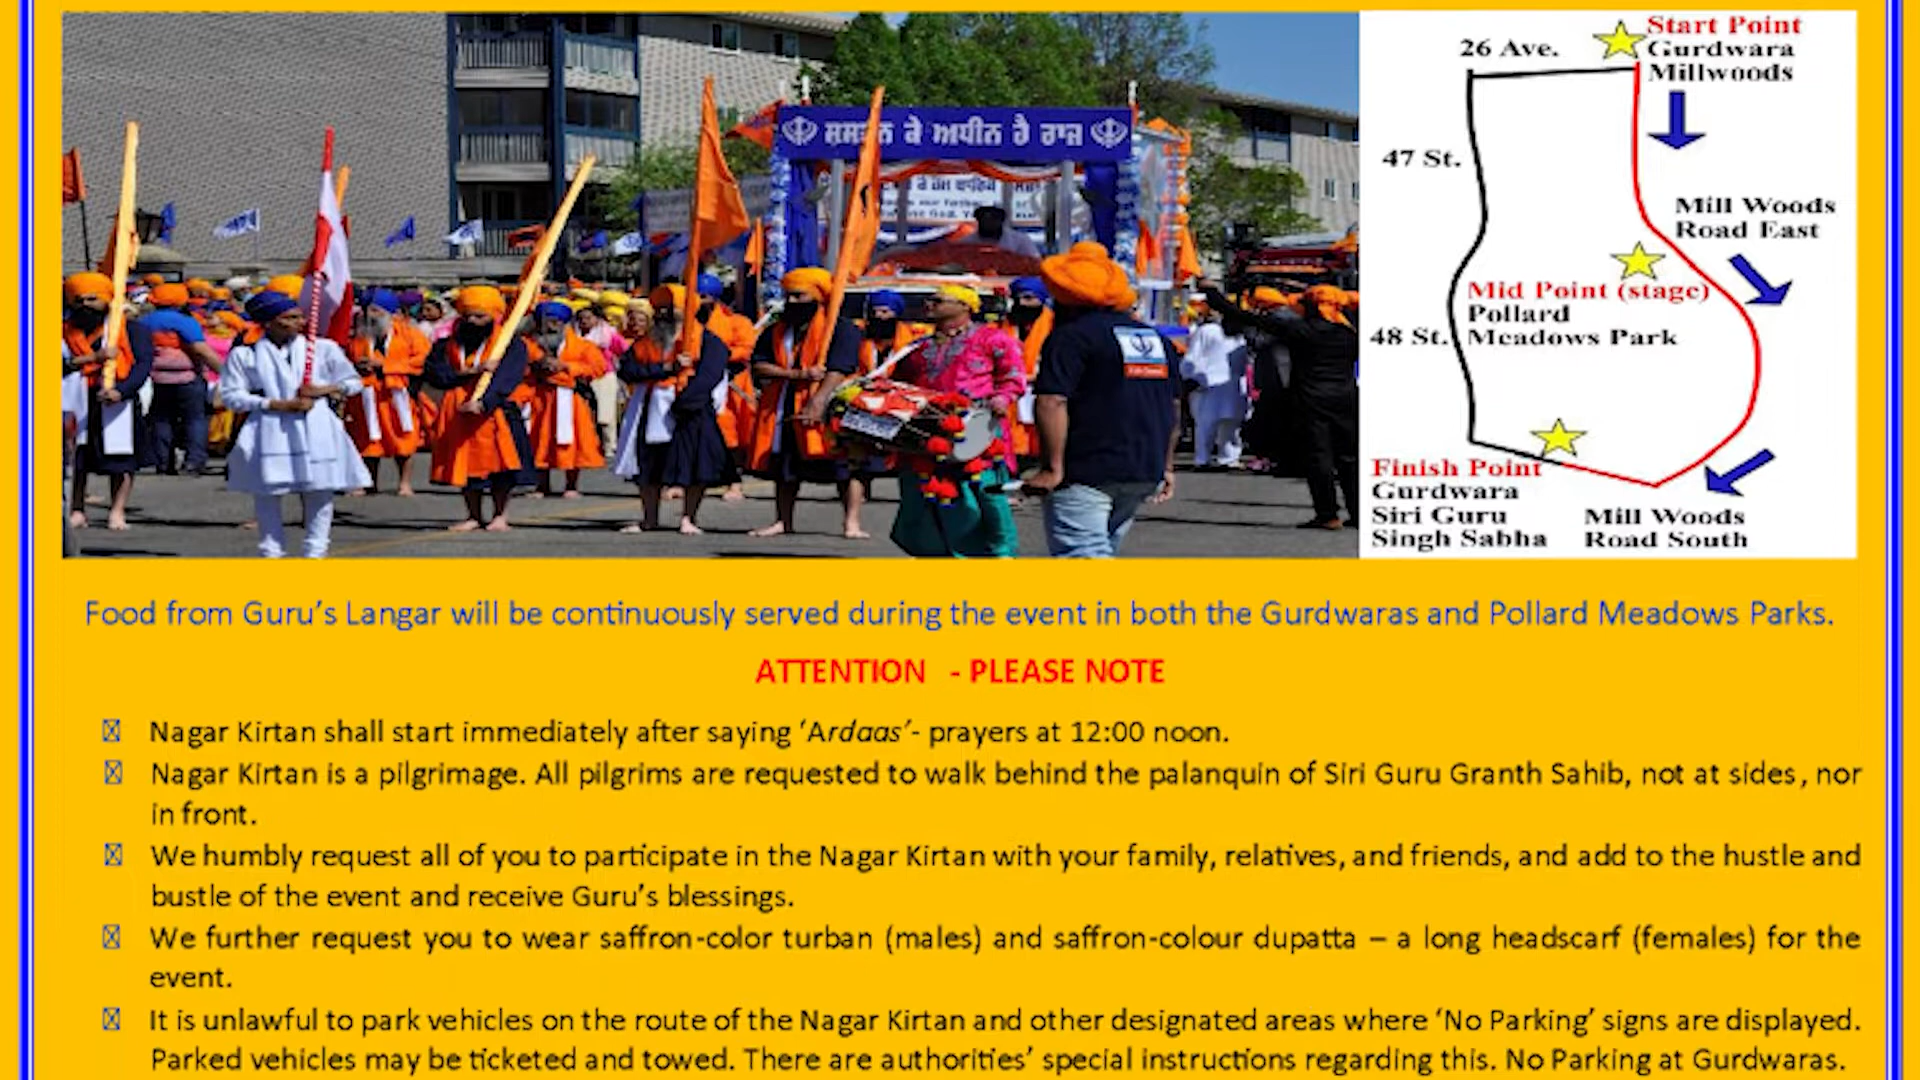 ਸ਼ਸਤ੍ਰਨ ਕੇ ਅਧੀਨ ਹੈ ਰਾਜ
Start Point
Gurdwara
Millwoods
26 Ave.
47 St.
Mill Woods
Road East
Mid Point (stage)
Pollard
Meadows Park
48 St.
Finish Point
Gurdwara
Siri Guru
Singh Sabha
Mill Woods
Road South
Food from Guru’s Langar will be continuously served during the event in both the Gurdwaras and Pollard Meadows Parks.
ATTENTION - PLEASE NOTE
Nagar Kirtan shall start immediately after saying ‘Ardaas’- prayers at 12:00 noon.
Nagar Kirtan is a pilgrimage. All pilgrims are requested to walk behind the palanquin of Siri Guru Granth Sahib, not at sides, nor
in front.
We humbly request all of you to participate in the Nagar Kirtan with your family, relatives, and friends, and add to the hustle and
bustle of the event and receive Guru’s blessings.
We further request you to wear saffron-color turban (males) and saffron-colour dupatta – a long headscarf (females) for the
event.
It is unlawful to park vehicles on the route of the Nagar Kirtan and other designated areas where ‘No Parking’ signs are displayed.
Parked vehicles may be ticketed and towed. There are authorities’ special instructions regarding this. No Parking at Gurdwaras.